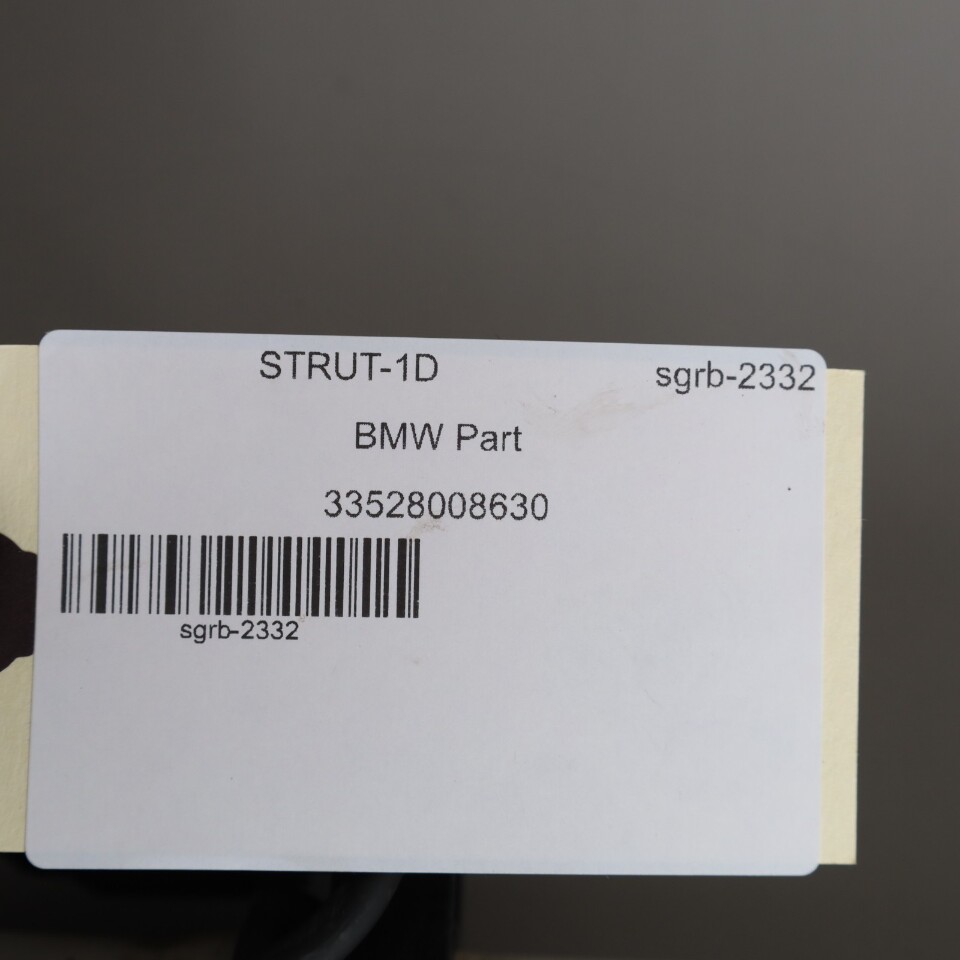 STRUT-1D sgrb-2332
BMW Part
33528008630
sgrb-2332